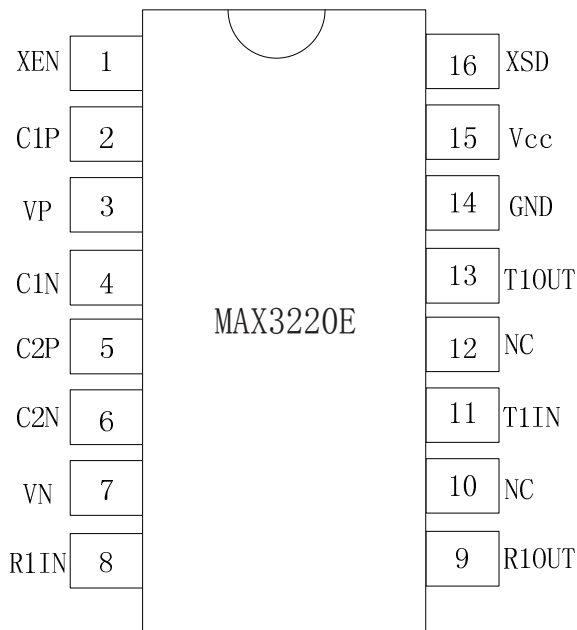 XEN 1 16 XSD
C1P 2 15 Vcc
VP 3 14 GND
C1N 4 13 T1OUT
MAX3220E
C2P 5 12 NC
C2N 6 11 T1IN
VN 7 10 NC
R1IN 8 9 R1OUT